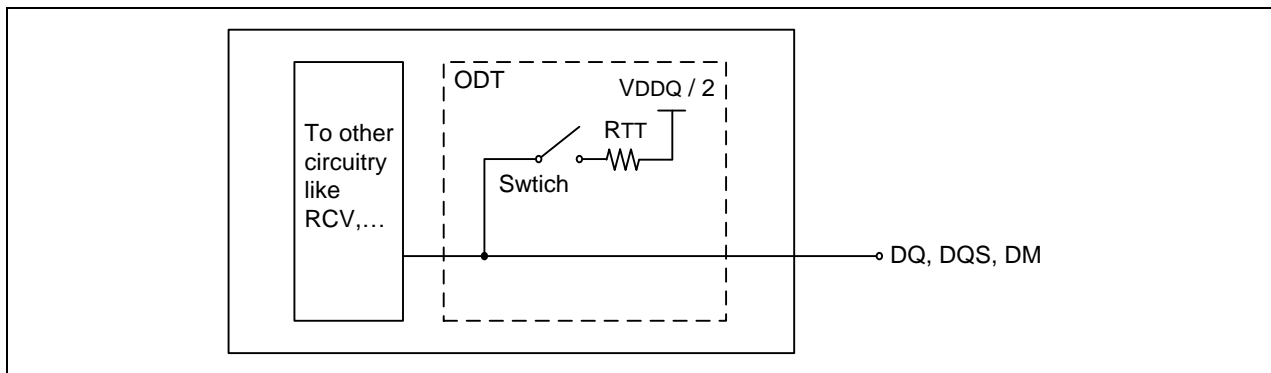 ODT
VDDQ / 2
RTT
Swtich
To other
circuitry
like
RCV,…
DQ, DQS, DM